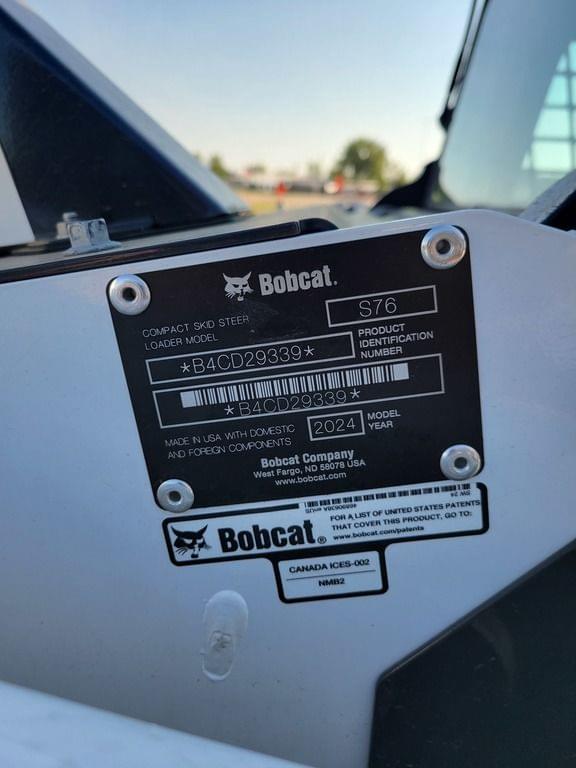 Bobcat.
COMPACT SKID STEER
LOADER MODEL
S76
*B4CD29339*
PRODUCT
IDENTIFICATION
NUMBER
*B4CD29339*
MADE IN USA WITH DOMESTIC
AND FOREIGN COMPONENTS
2024
MODEL
YEAR
Bobcat Company
West Fargo, ND 58078 USA
www.bobcat.com
SW 24
Bobcat®
FOR A LIST OF UNITED STATES PATENTS
THAT COVER THIS PRODUCT, GO TO:
www.bobcat.com/patents
CANADA ICES-002
NMB2